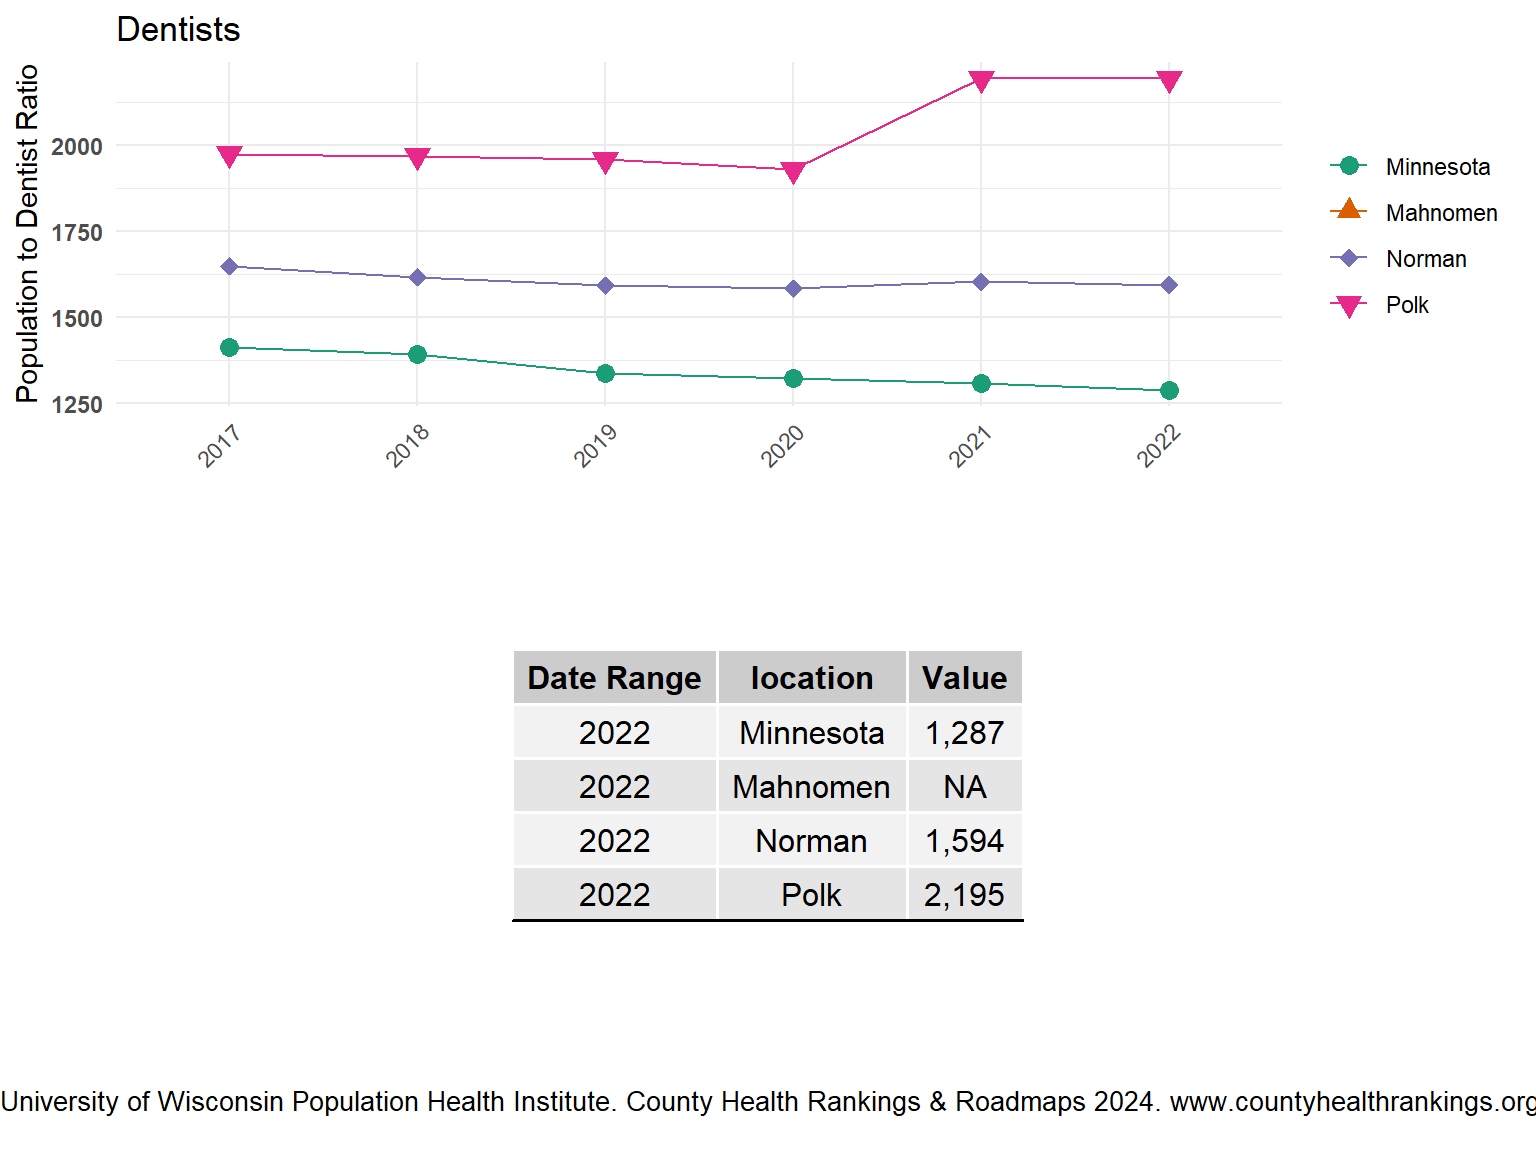 Dentists
Population to Dentist Ratio
2000
1750
1500
1250
2017 2018 2019 2020 2021 2022
Minnesota
Mahnomen
Norman
Polk
Date Range location Value
2022 Minnesota 1,287
2022 Mahnomen NA
2022 Norman 1,594
2022 Polk 2,195
University of Wisconsin Population Health Institute. County Health Rankings & Roadmaps 2024. www.countyhealthrankings.org